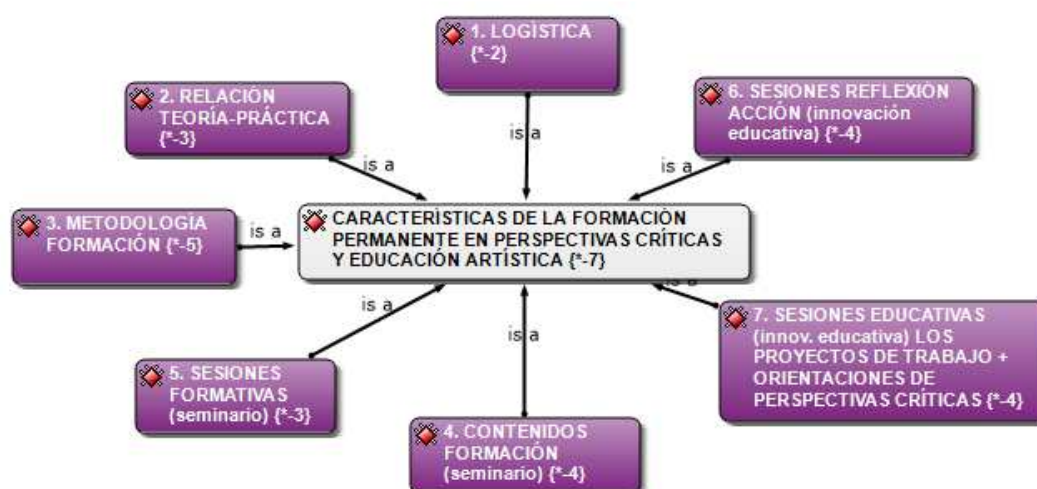 1. LOGÌSTICA
{*-2}
2. RELACIÓN
TEORÍA-PRÁCTICA
{*-3}
6. SESIONES REFLEXIÓN
ACCIÓN (innovación
educativa) {*-4}
is a
is a
is a
3. METODOLOGÍA
FORMACIÓN {*-5}
is a
CARACTERÍSTICAS DE LA FORMACIÓN
PERMANENTE EN PERSPECTIVAS CRÍTICAS
Y EDUCACIÓN ARTÍSTICA {*-7}
is a
is a
is a
5. SESIONES
FORMATIVAS
(seminario) {*-3}
4. CONTENIDOS
FORMACIÓN
(seminario) {*-4}
7. SESIONES EDUCATIVAS
(innov. educativa) LOS
PROYECTOS DE TRABAJO +
ORIENTACIONES DE
PERSPECTIVAS CRÍTICAS {*-4}